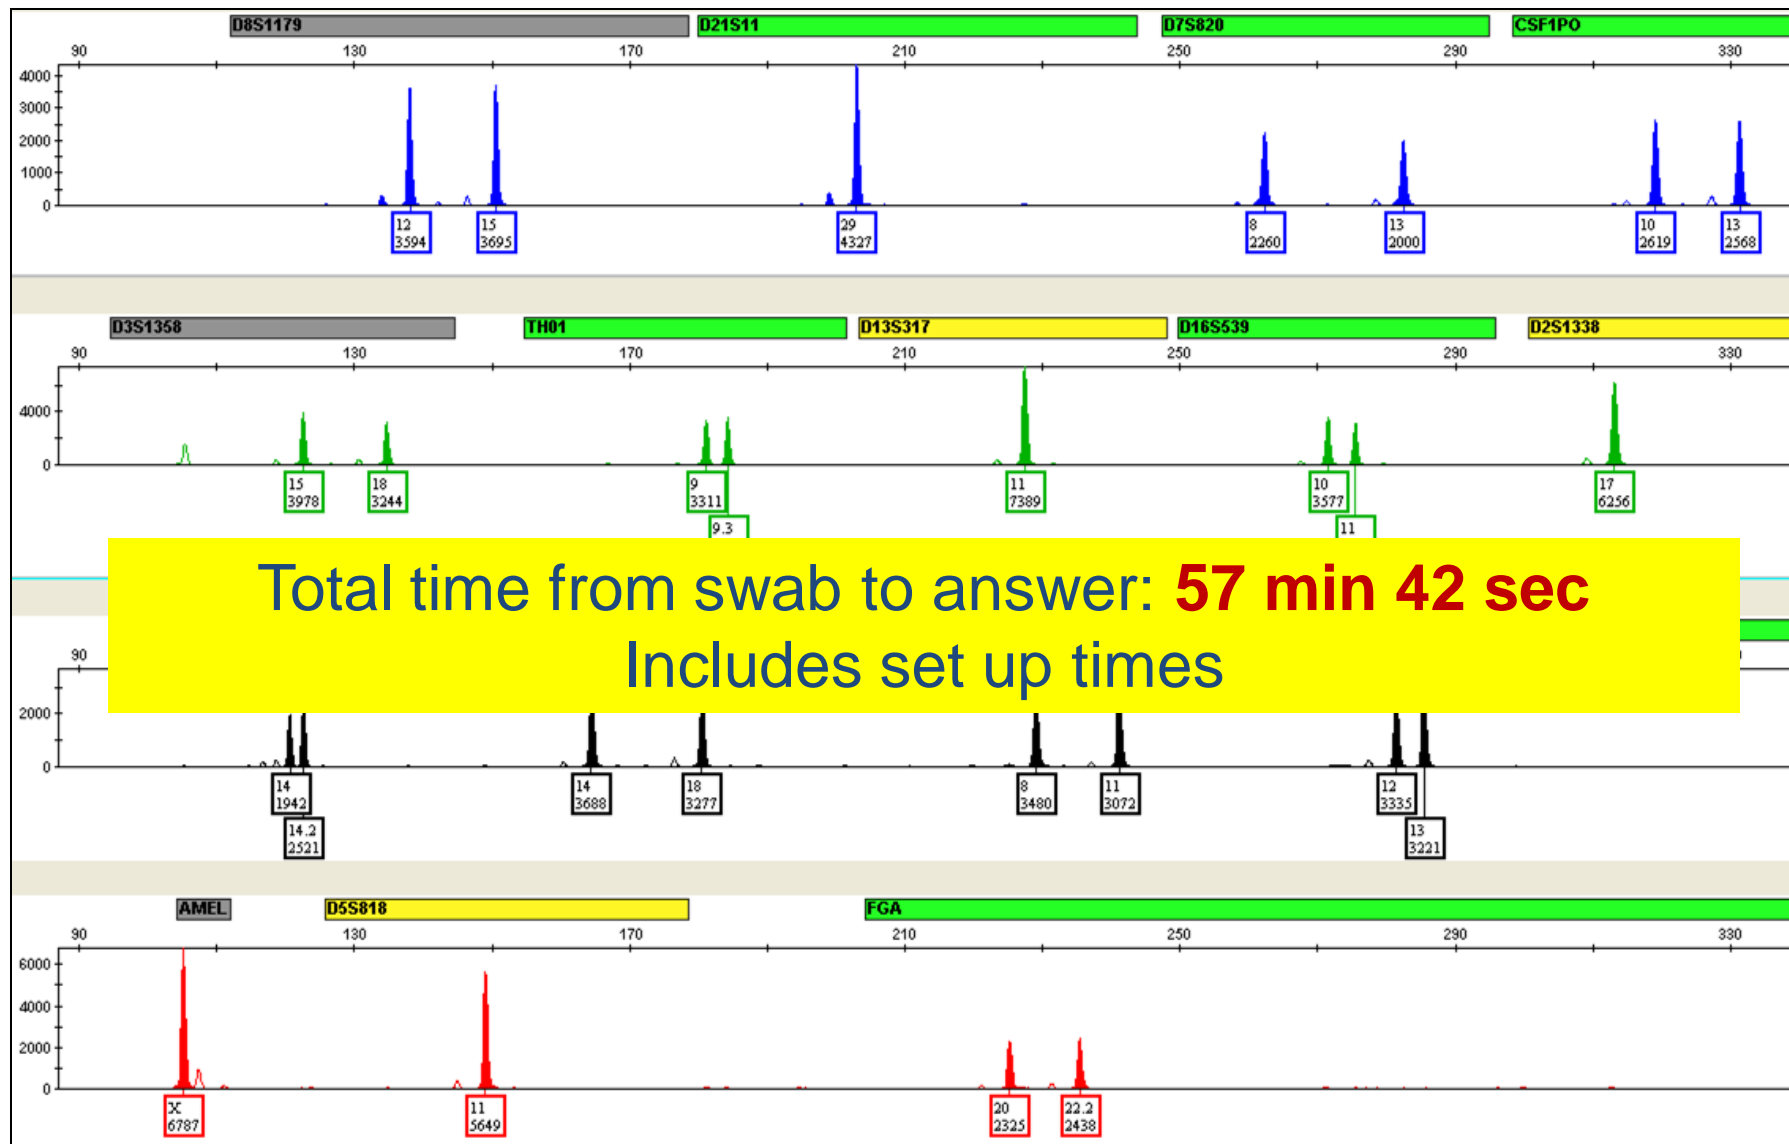 D8S1179 D21S11 D7S820 CSF1PO
90 130 170 210 250 290 330
4000
3000
2000
1000
0
12 15 29 8 13 10 13
3594 3695 4327 2260 2000 2619 2568
D3S1358 TH01 D13S317 D16S539 D2S1338
90 130 170 210 250 290 330
4000
0
15 18 9 11 10 17
3978 3244 3311 7389 3577 6256
9.3 11
Total time from swab to answer: 57 min 42 sec
Includes set up times
90
2000
0
14 14 18 8 11 12
1942 3688 3277 3480 3072 3335
14.2 13
2521 3221
AMEL D5S818 FGA
90 130 170 210 250 290 330
6000
4000
2000
0
X 11 20 22.2
6787 5649 2325 2438